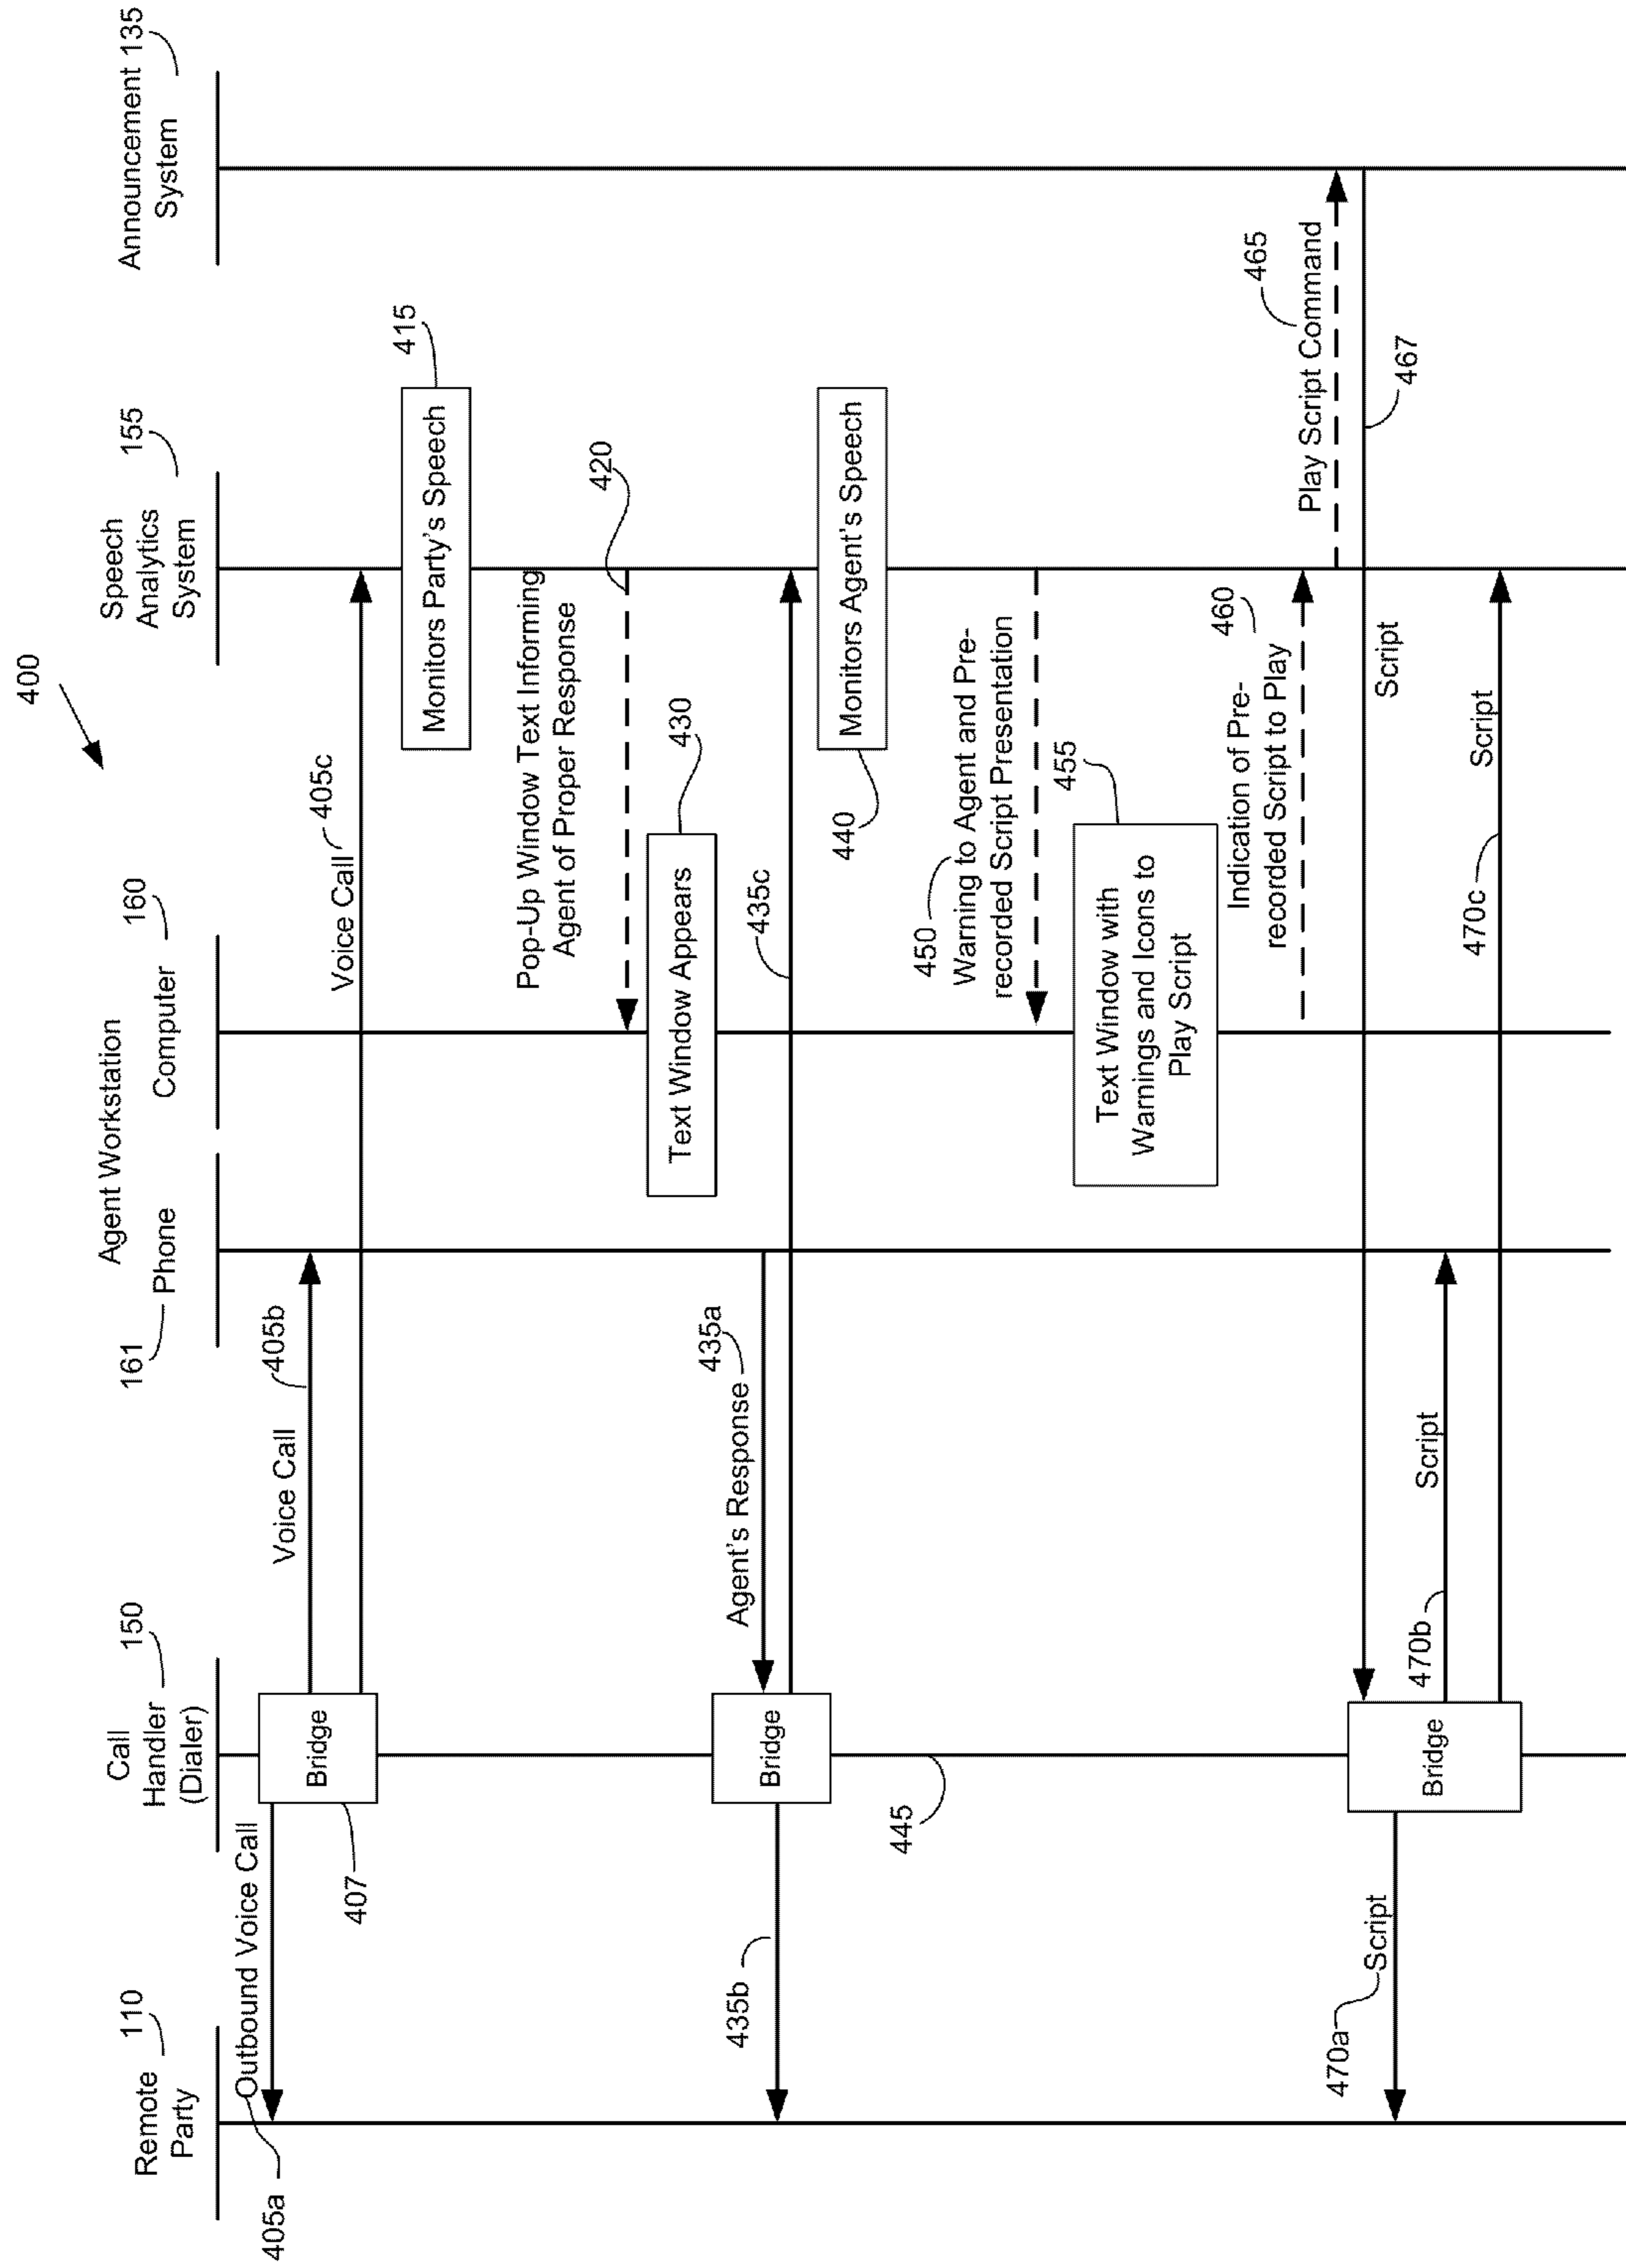 400
Remote
Party
110
Call
Handler
(Dialer)
150
Agent Workstation
161
Phone
Computer
160
Speech
Analytics
System
155
Announcement
System
135
405a
Outbound Voice Call
Bridge
407
Voice Call
405b
Voice Call
405c
Monitors Party's Speech
415
Pop-Up Window Text Informing
Agent of Proper Response
420
Text Window Appears
430
Agent's Response
435a
Bridge
435b
435c
Monitors Agent's Speech
440
445
450
Warning to Agent and Pre-
recorded Script Presentation
Text Window with
Warnings and Icons to
Play Script
455
Indication of Pre-
recorded Script to Play
460
Play Script Command
465
467
Script
Bridge
470a
Script
470b
Script
470c
Script